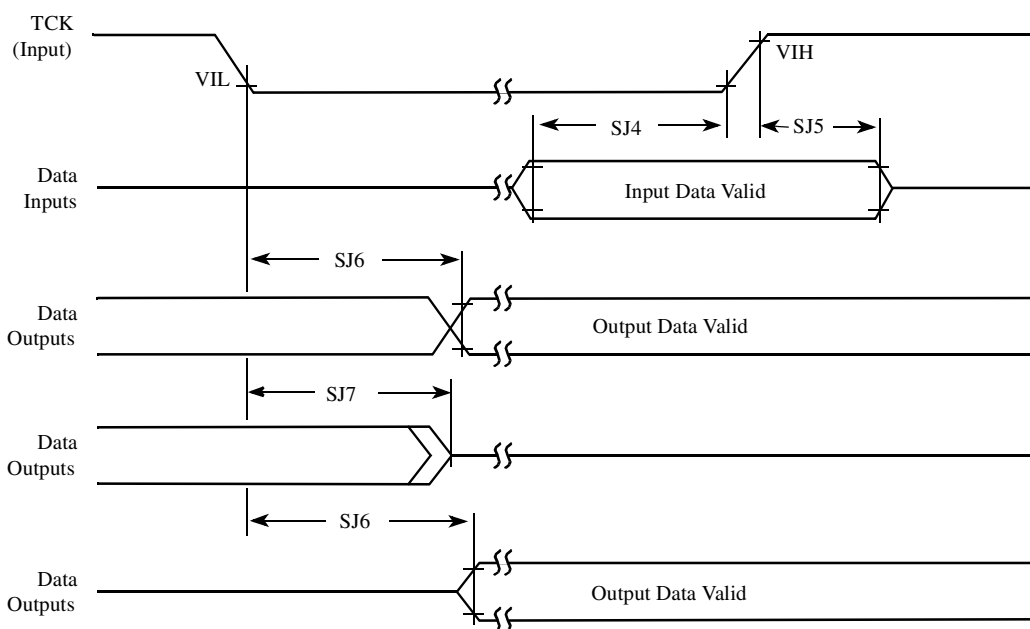 TCK
(Input)
VIL
VIH
SJ4
SJ5
Data
Inputs
Input Data Valid
SJ6
Data
Outputs
Output Data Valid
SJ7
Data
Outputs
SJ6
Data
Outputs
Output Data Valid